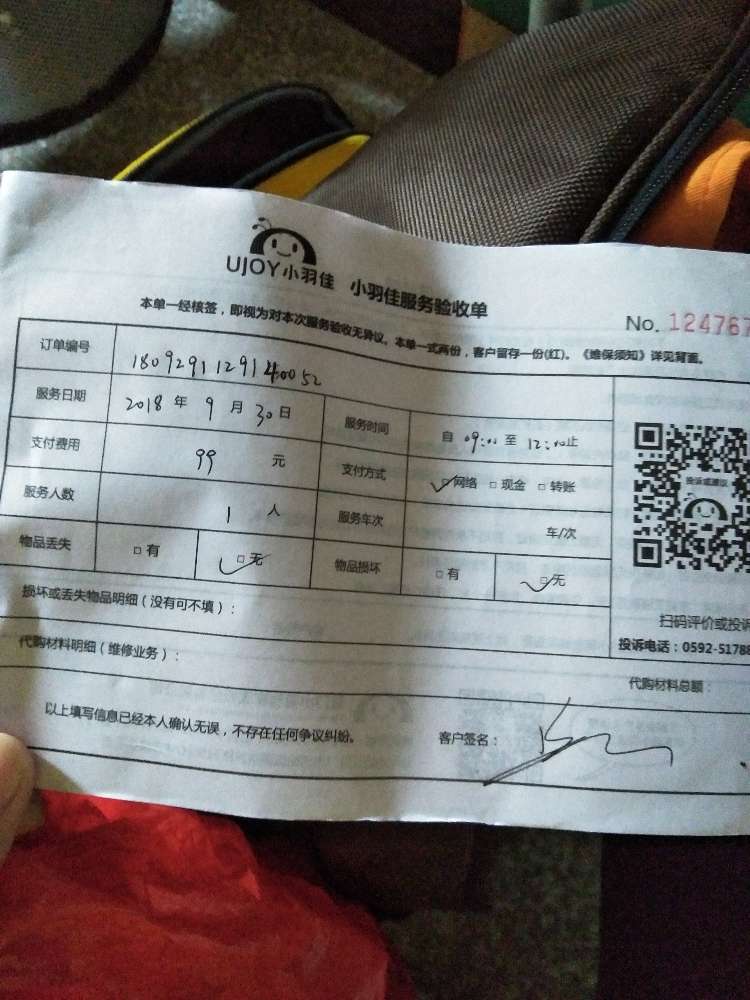 UJOY小羽佳 小羽佳服务验收单
No. 124767
本单一经核签，即视为对本次服务验收无异议。本单一式两份，客户留存一份(红)。《维保须知》详见背面。
订单编号 1809291129140052
服务日期 2018 年 9 月 30 日 服务时间 自 09:00 至 12:00止
支付费用 99 元 支付方式 ☑网络 □现金 □转账
服务人数 1 人 服务车次 车/次
物品丢失 □有 ☑无 物品损坏 □有 ☑无
投诉或建议
扫码评价或投诉
投诉电话：0592-51788
损坏或丢失物品明细（没有可不填）：
代购材料明细（维修业务）：
代购材料总额：
以上填写信息已经本人确认无误，不存在任何争议纠纷。 客户签名：